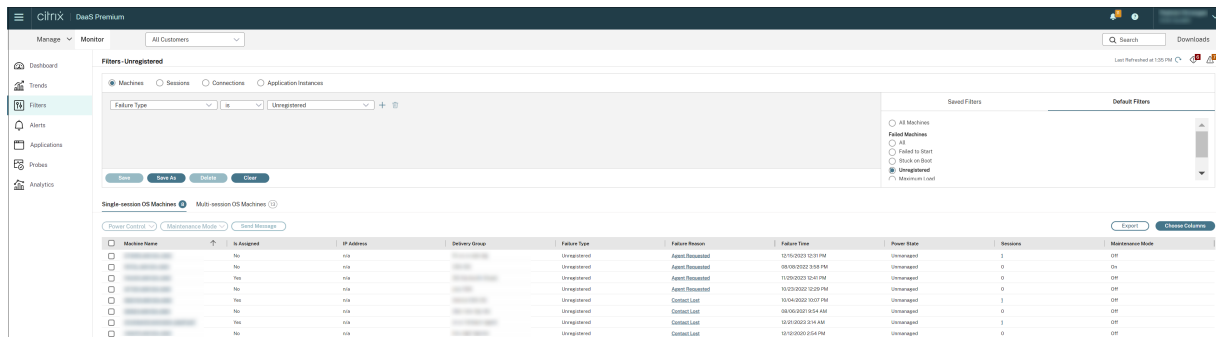 citrix DaaS Premium
Manage Monitor All Customers Search Downloads
Dashboard
Trends
Filters
Alerts
Applications
Probes
Analytics
Filters - Unregistered Last Refreshed at 1:35 PM
Machines Sessions Connections Application Instances
Failure Type is Unregistered
Saved Filters Default Filters
All Machines
Failed Machines
All
Failed to Start
Stuck on Boot
Unregistered
Maximum Load
Save Save As Delete Clear
Single-session OS Machines 8 Multi-session OS Machines 13
Power Control Maintenance Mode Send Message Export Choose Columns
Machine Name Is Assigned IP Address Delivery Group Failure Type Failure Reason Failure Time Power State Sessions Maintenance Mode
No n/a Unregistered Agent Requested 12/15/2023 12:31 PM Unmanaged 1 Off
No n/a Unregistered Agent Requested 08/08/2022 3:58 PM Unmanaged 0 On
Yes n/a Unregistered Agent Requested 11/29/2023 12:41 PM Unmanaged 0 Off
No n/a Unregistered Agent Requested 10/23/2022 12:29 PM Unmanaged 0 Off
Yes n/a Unregistered Contact Lost 10/04/2022 10:07 PM Unmanaged 1 Off
No n/a Unregistered Contact Lost 08/06/2021 9:54 AM Unmanaged 0 Off
Yes n/a Unregistered Contact Lost 12/21/2023 3:14 AM Unmanaged 1 Off
No n/a Unregistered Contact Lost 12/12/2020 2:54 PM Unmanaged 0 Off